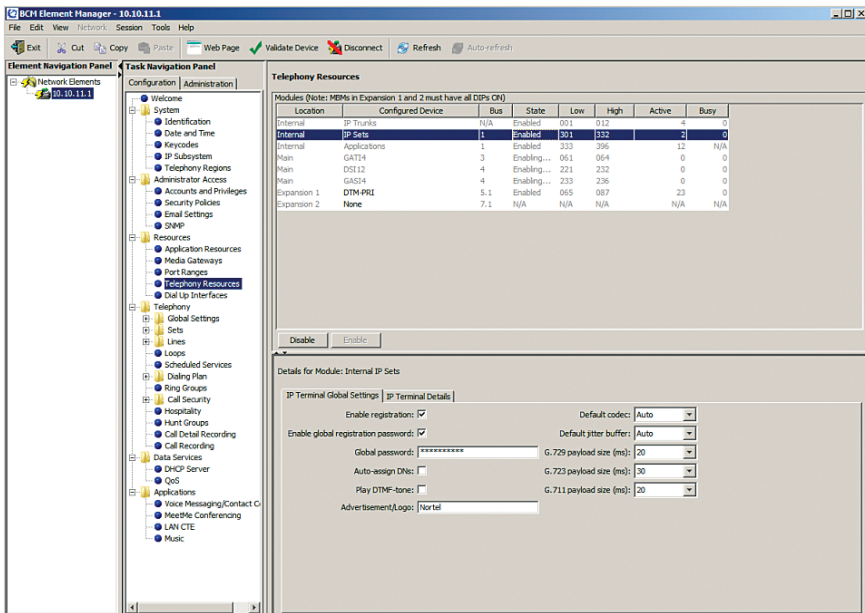 BCM Element Manager - 10.10.11.1
File Edit View Network Session Tools Help
Exit Cut Copy Paste Web Page Validate Device Disconnect Refresh Auto-refresh
Element Navigation Panel
Network Elements
10.10.11.1
Task Navigation Panel
Configuration Administration
Welcome
System
Identification
Date and Time
Keycodes
IP Subsystem
Telephony Regions
Administrator Access
Accounts and Privileges
Security Policies
Email Settings
SNMP
Resources
Application Resources
Media Gateways
Port Ranges
Telephony Resources
Dial Up Interfaces
Telephony
Global Settings
Sets
Lines
Loops
Scheduled Services
Dialing Plan
Ring Groups
Call Security
Hospitality
Hunt Groups
Call Detail Recording
Call Recording
Data Services
DHCP Server
QoS
Applications
Voice Messaging/Contact C
MeetMe Conferencing
LAN CTE
Music
Telephony Resources
Modules (Note: MBMs in Expansion 1 and 2 must have all DIPs ON)
Location Configured Device Bus State Low High Active Busy
Internal IP Trunks N/A Enabled 001 012 4 0
Internal IP Sets 1 Enabled 301 332 2 0
Internal Applications 1 Enabled 333 396 12 N/A
Main GATI4 3 Enabling... 061 064 0 0
Main DSI12 4 Enabling... 221 232 0 0
Main GASI4 4 Enabling... 233 236 0 0
Expansion 1 DTM-PRI 5.1 Enabled 065 087 23 0
Expansion 2 None 7.1 N/A N/A N/A N/A N/A
Disable Enable
Details for Module: Internal IP Sets
IP Terminal Global Settings IP Terminal Details
Enable registration: Default codec: Auto
Enable global registration password: Default jitter buffer: Auto
Global password: ********** G.729 payload size (ms): 20
Auto-assign DNs: G.723 payload size (ms): 30
Play DTMF-tone: G.711 payload size (ms): 20
Advertisement/Logo: Nortel